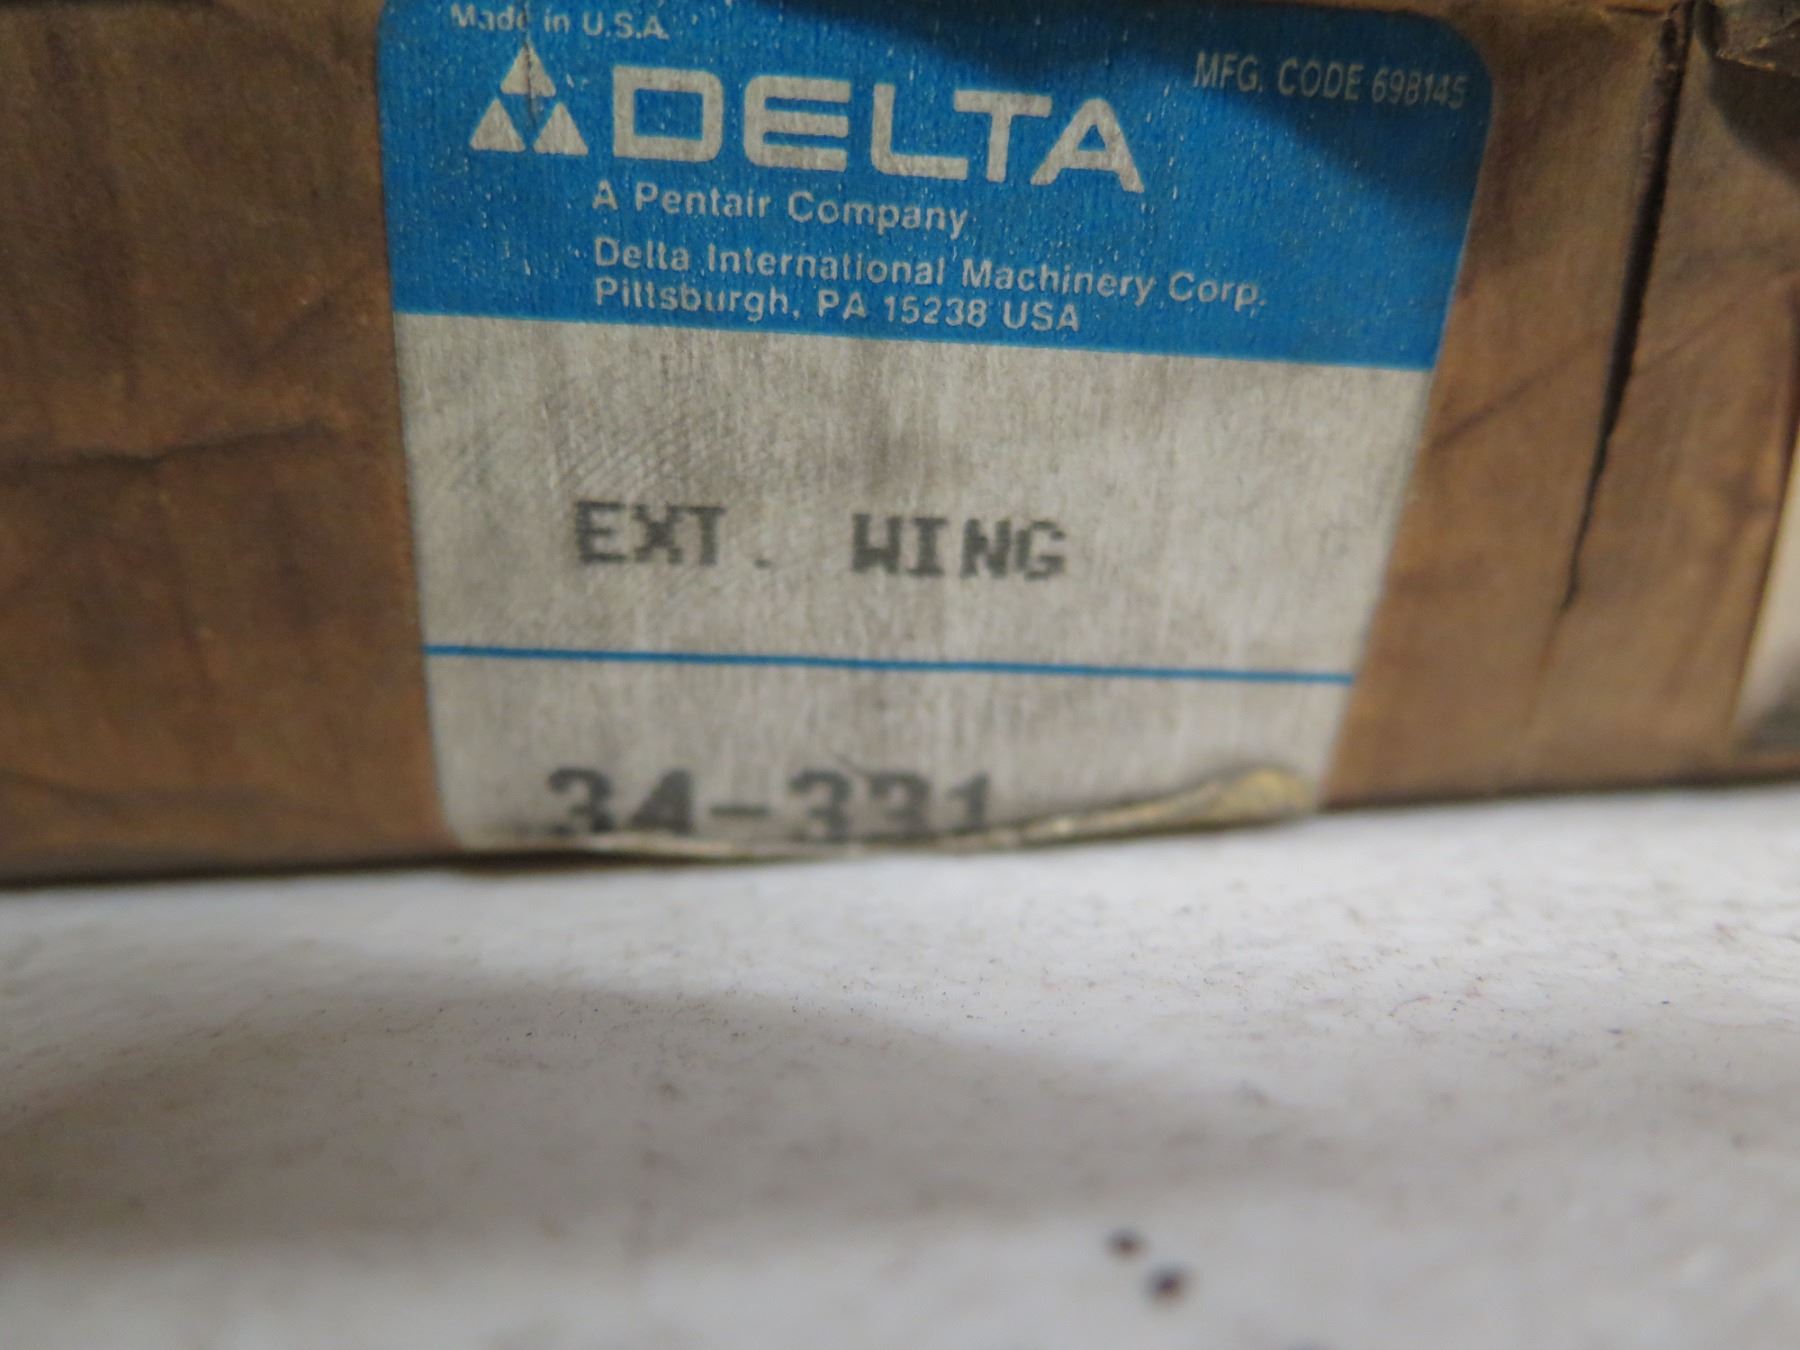 Made in U.S.A.
MFG. CODE 698145
DELTA
A Pentair Company
Delta International Machinery Corp.
Pittsburgh, PA 15238 USA
EXT. WING
34-331